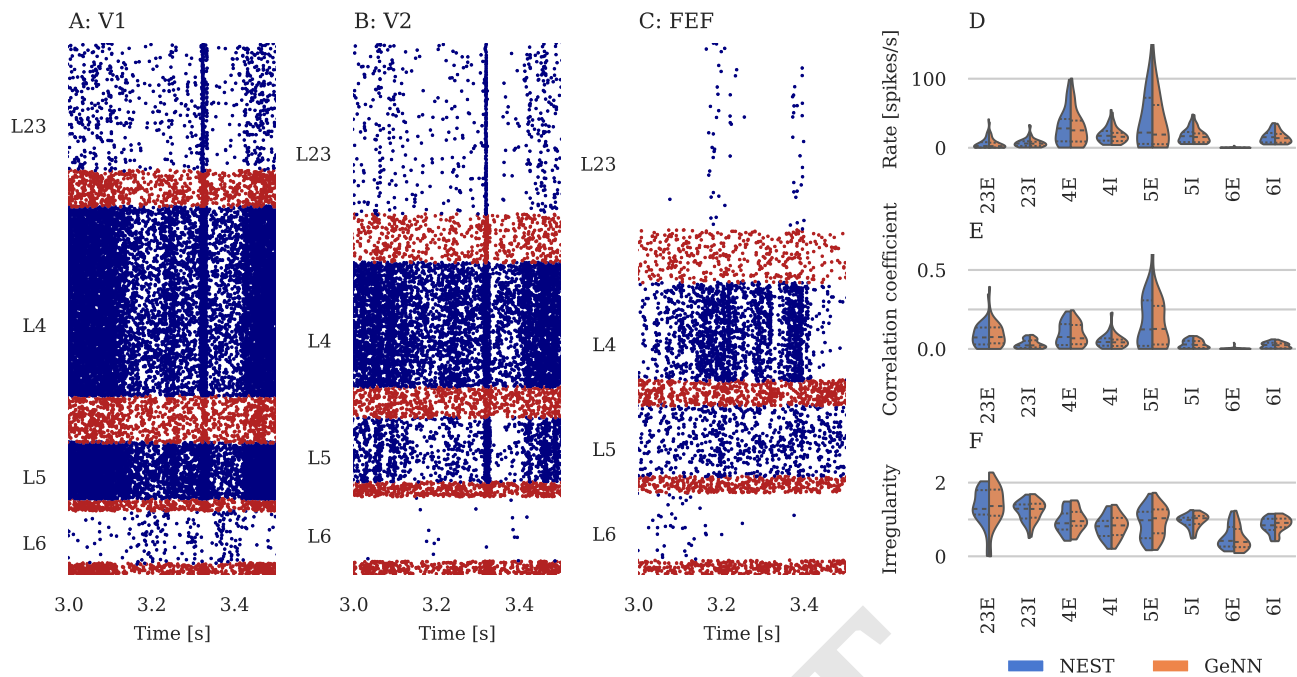 A: V1
B: V2
C: FEF
D
L23
L4
L5
L6
3.0
3.2
3.4
Time [s]
L23
L4
L5
L6
3.0
3.2
3.4
Time [s]
L23
L4
L5
L6
3.0
3.2
3.4
Time [s]
Rate [spikes/s]
100
0
23E
23I
4E
4I
5E
5I
6E
6I
E
Correlation coefficient
0.5
0.0
23E
23I
4E
4I
5E
5I
6E
6I
F
Irregularity
2
0
23E
23I
4E
4I
5E
5I
6E
6I
NEST
GeNN
T